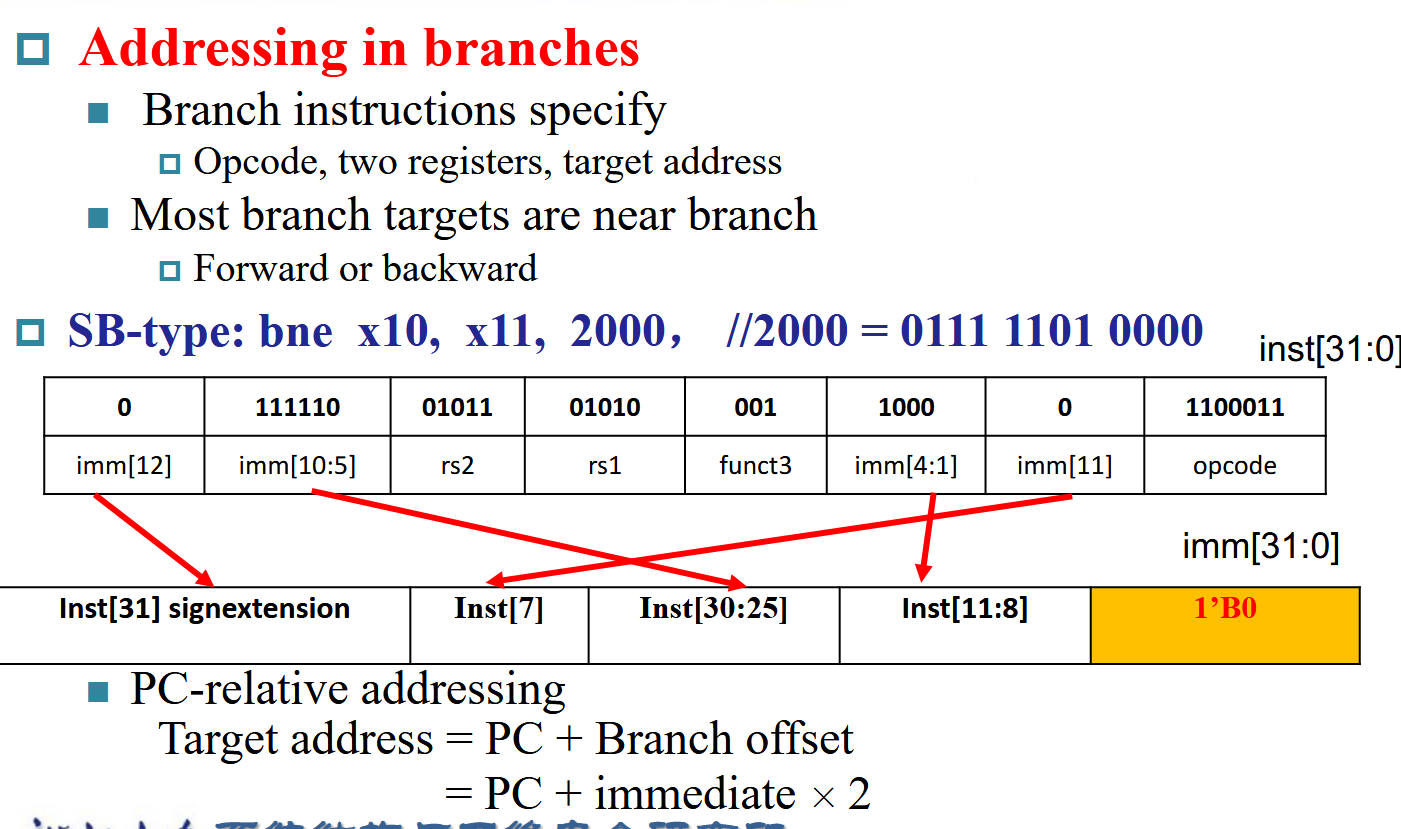 Addressing in branches
Branch instructions specify
Opcode, two registers, target address
Most branch targets are near branch
Forward or backward
SB-type: bne x10, x11, 2000， //2000 = 0111 1101 0000
inst[31:0]
0 111110 01011 01010 001 1000 0 1100011
imm[12] imm[10:5] rs2 rs1 funct3 imm[4:1] imm[11] opcode
imm[31:0]
Inst[31] signextension Inst[7] Inst[30:25] Inst[11:8] 1’B0
PC-relative addressing
Target address = PC + Branch offset
= PC + immediate × 2